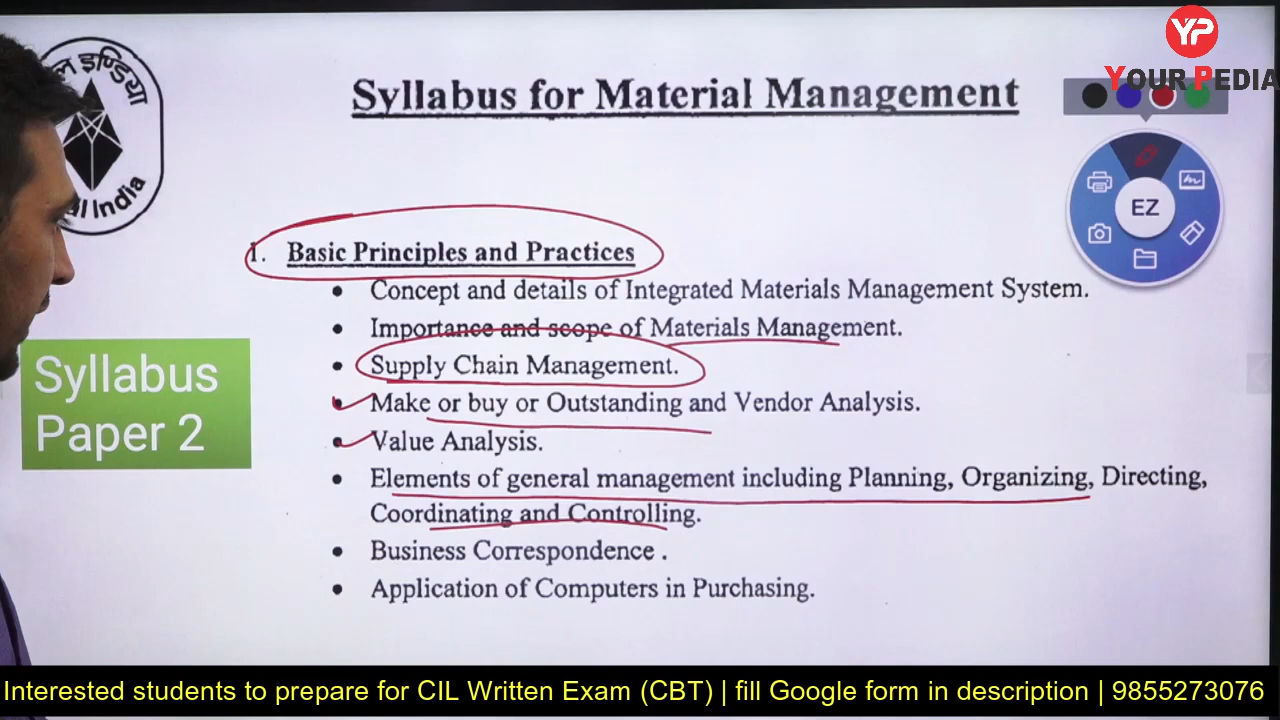 YP
YOUR PEDIA
इण्डिया
India
Syllabus for Material Management
EZ
1. Basic Principles and Practices
• Concept and details of Integrated Materials Management System.
• Importance and scope of Materials Management.
• Supply Chain Management.
• Make or buy or Outstanding and Vendor Analysis.
• Value Analysis.
• Elements of general management including Planning, Organizing, Directing,
Coordinating and Controlling.
• Business Correspondence .
• Application of Computers in Purchasing.
Syllabus
Paper 2
Interested students to prepare for CIL Written Exam (CBT) | fill Google form in description | 9855273076